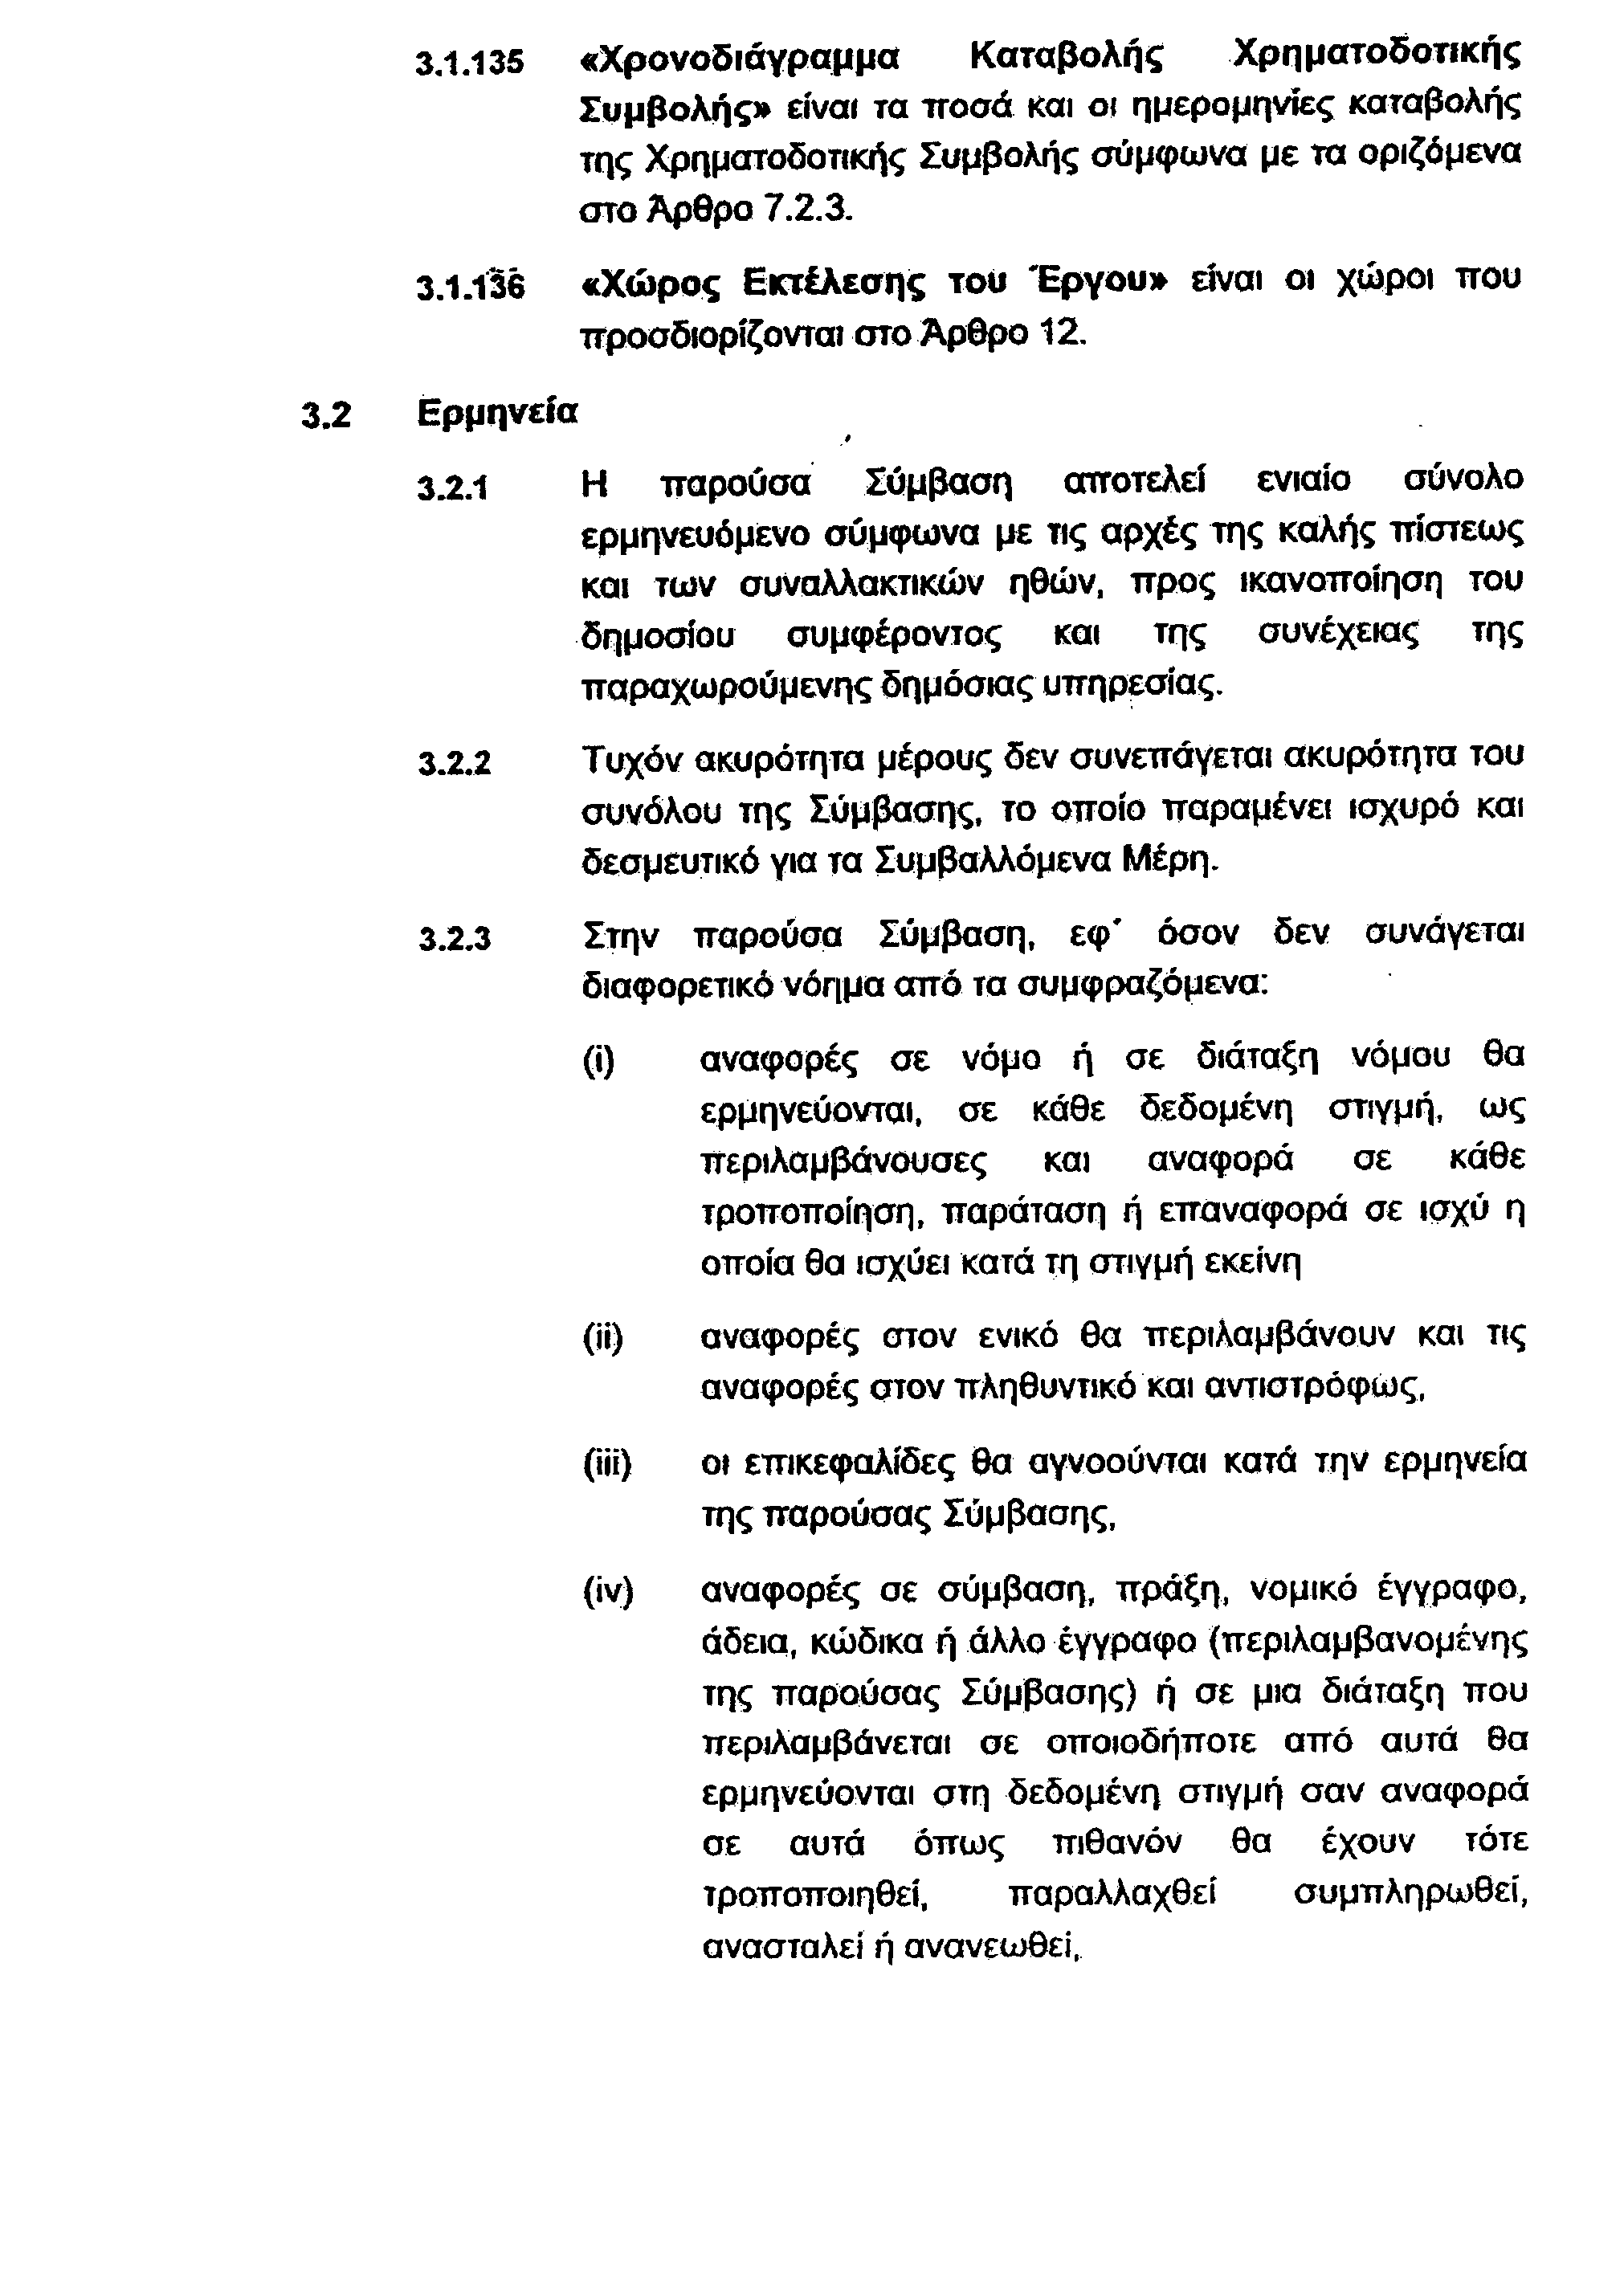 3.1.135 «Χρονοδιάγραμμα Καταβολής Χρηματοδοτικής
Συμβολής» είναι τα ποσά και οι ημερομηνίες καταβολής
της Χρηματοδοτικής Συμβολής σύμφωνα με τα οριζόμενα
στο Άρθρο 7.2.3.
3.1.136 «Χώρος Εκτέλεσης του Έργου» είναι οι χώροι που
προσδιορίζονται στο Άρθρο 12.
3.2 Ερμηνεία
3.2.1 Η παρούσα Σύμβαση αποτελεί ενιαίο σύνολο
ερμηνευόμενο σύμφωνα με τις αρχές της καλής πίστεως
και των συναλλακτικών ηθών, προς ικανοποίηση του
δημοσίου συμφέροντος και της συνέχειας της
παραχωρούμενης δημόσιας υπηρεσίας.
3.2.2 Τυχόν ακυρότητα μέρους δεν συνεπάγεται ακυρότητα του
συνόλου της Σύμβασης, το οποίο παραμένει ισχυρό και
δεσμευτικό για τα Συμβαλλόμενα Μέρη.
3.2.3 Στην παρούσα Σύμβαση, εφ' όσον δεν συνάγεται
διαφορετικό νόημα από τα συμφραζόμενα:
(i) αναφορές σε νόμο ή σε διάταξη νόμου θα
ερμηνεύονται, σε κάθε δεδομένη στιγμή, ως
περιλαμβάνουσες και αναφορά σε κάθε
τροποποίηση, παράταση ή επαναφορά σε ισχύ η
οποία θα ισχύει κατά τη στιγμή εκείνη
(ii) αναφορές στον ενικό θα περιλαμβάνουν και τις
αναφορές στον πληθυντικό και αντιστρόφως,
(iii) οι επικεφαλίδες θα αγνοούνται κατά την ερμηνεία
της παρούσας Σύμβασης,
(iv) αναφορές σε σύμβαση, πράξη, νομικό έγγραφο,
άδεια, κώδικα ή άλλο έγγραφο (περιλαμβανομένης
της παρούσας Σύμβασης) ή σε μια διάταξη που
περιλαμβάνεται σε οποιοδήποτε από αυτά θα
ερμηνεύονται στη δεδομένη στιγμή σαν αναφορά
σε αυτά όπως πιθανόν θα έχουν τότε
τροποποιηθεί, παραλλαχθεί συμπληρωθεί,
ανασταλεί ή ανανεωθεί,